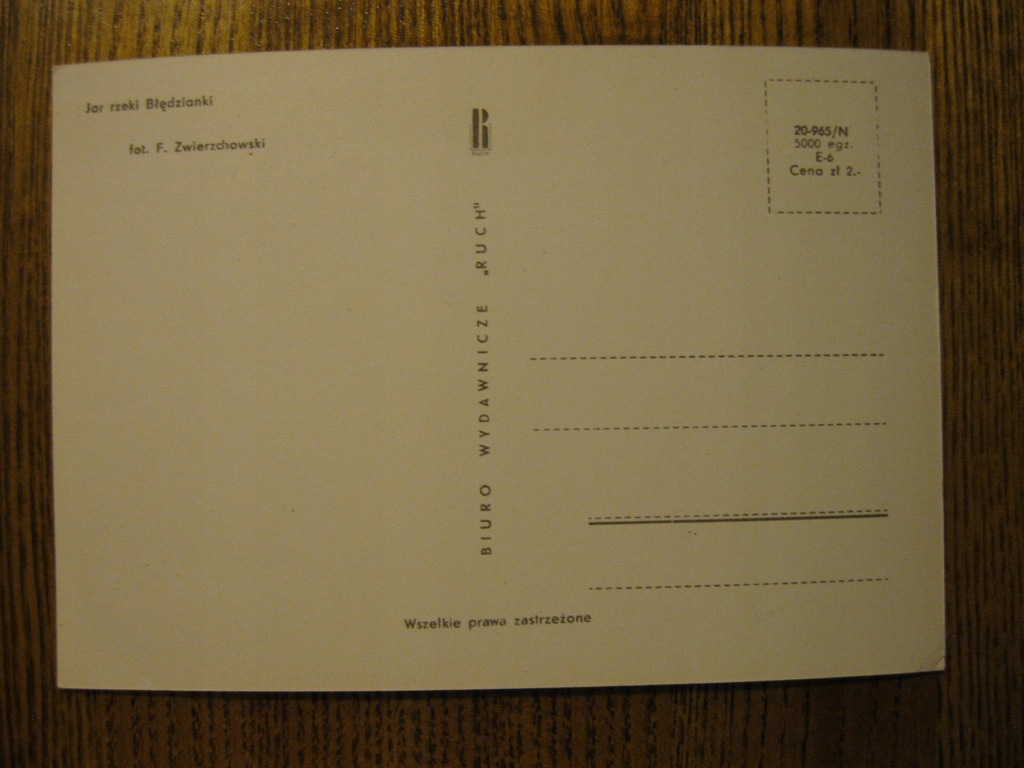 Jar rzeki Błędzianki
fot. F. Zwierzchowski
RUCH
BIURO WYDAWNICZE „RUCH”
20-965/N
5000 egz.
E-6
Cena zł 2.-
Wszelkie prawa zastrzeżone